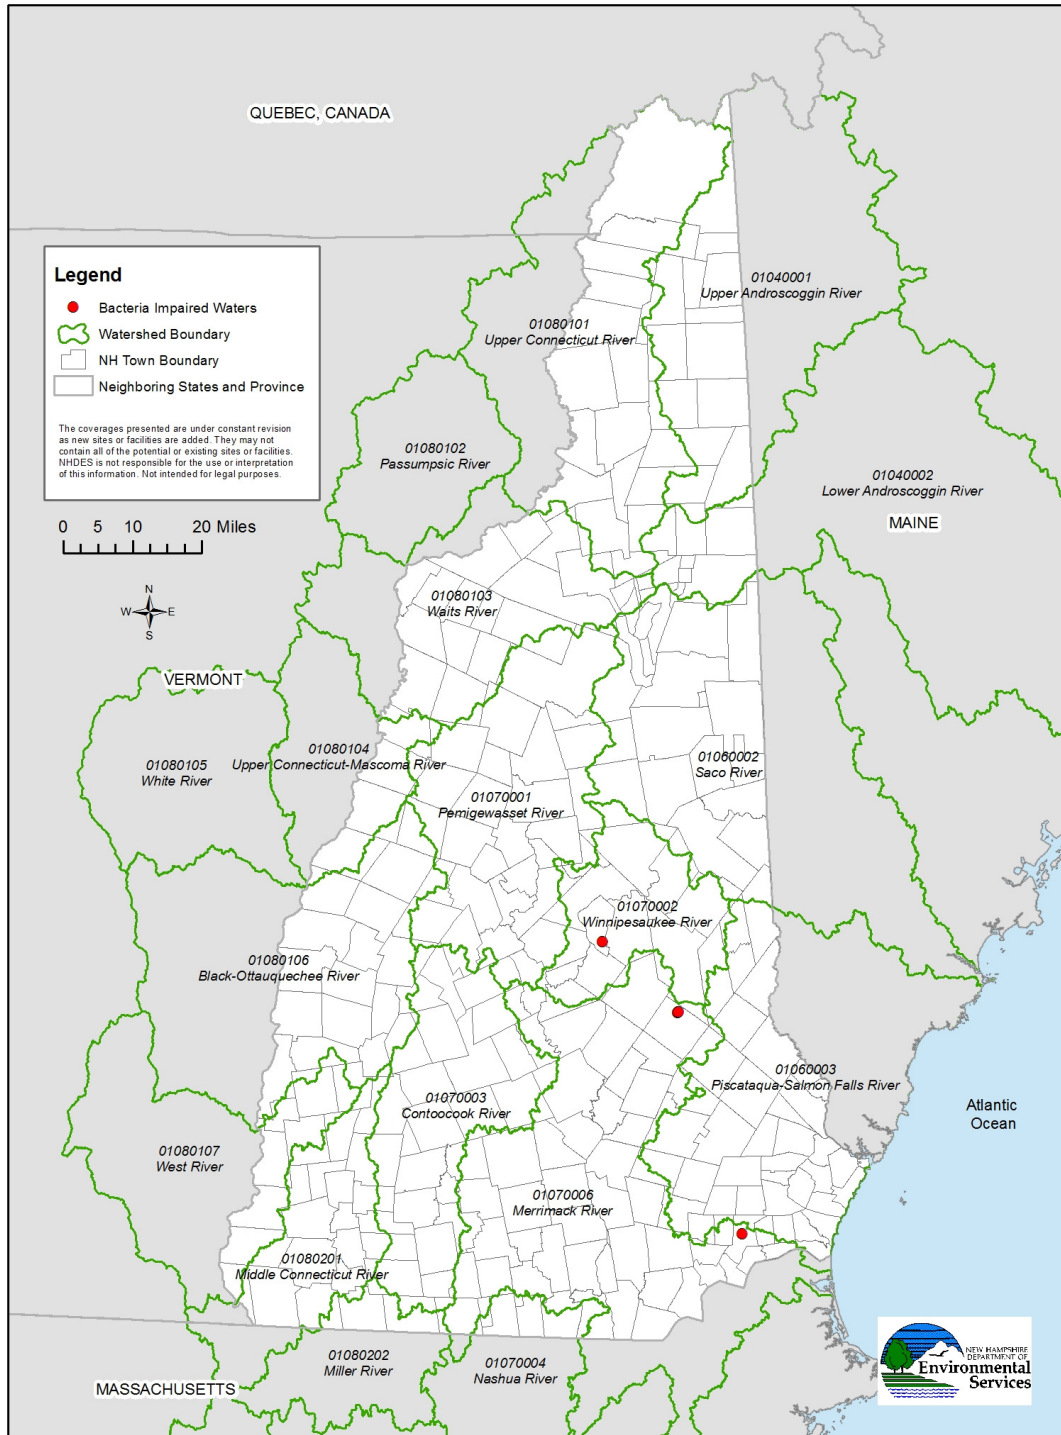 QUEBEC, CANADA
Legend
Bacteria Impaired Waters
Watershed Boundary
NH Town Boundary
Neighboring States and Province
The coverages presented are under constant revision
as new sites or facilities are added. They may not
contain all of the potential or existing sites or facilities.
NHDES is not responsible for the use or interpretation
of this information. Not intended for legal purposes.
0 5 10 20 Miles
N
W E
S
01040001
Upper Androscoggin River
01080101
Upper Connecticut River
01080102
Passumpsic River
01040002
Lower Androscoggin River
MAINE
01080103
Waits River
VERMONT
01080104
Upper Connecticut-Mascoma River
01080105
White River
01060002
Saco River
01070001
Pemigewasset River
01070002
Winnipesaukee River
01080106
Black-Ottauquechee River
01060003
Piscataqua-Salmon Falls River
01070003
Contoocook River
Atlantic
Ocean
01080107
West River
01070006
Merrimack River
01080201
Middle Connecticut River
01080202
Miller River
01070004
Nashua River
MASSACHUSETTS
NEW HAMPSHIRE
DEPARTMENT OF
Environmental
Services